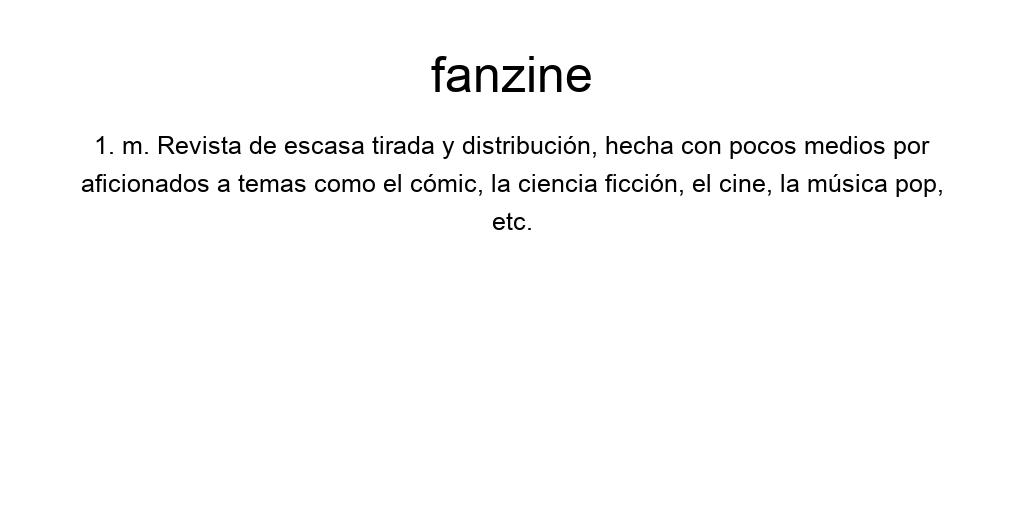 fanzine
1. m. Revista de escasa tirada y distribución, hecha con pocos medios por
aficionados a temas como el cómic, la ciencia ficción, el cine, la música pop,
etc.